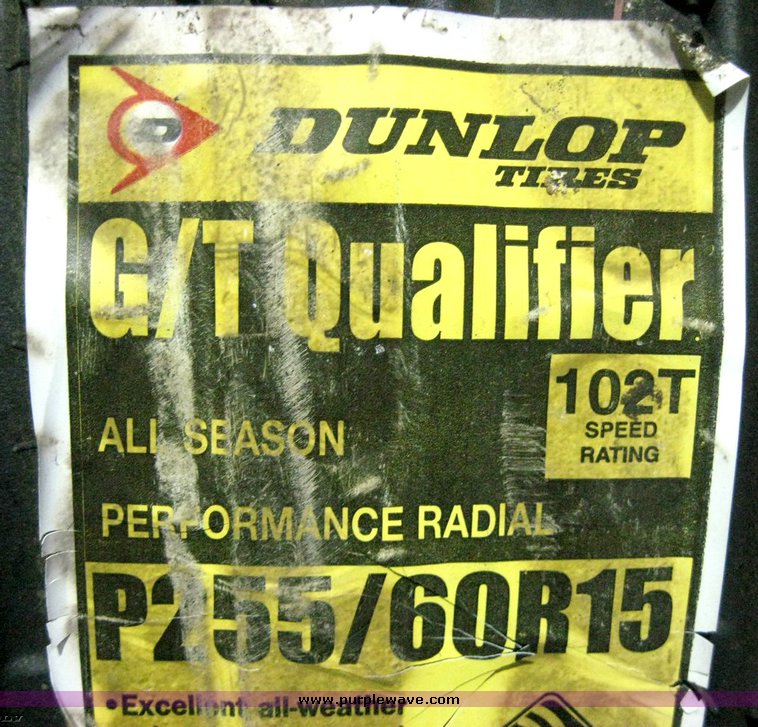 D
DUNLOP
TIRES
G/T Qualifier
102T
SPEED
RATING
ALL SEASON
PERFORMANCE RADIAL
P255/60R15
•Excellent all-weather
www.purplewave.com